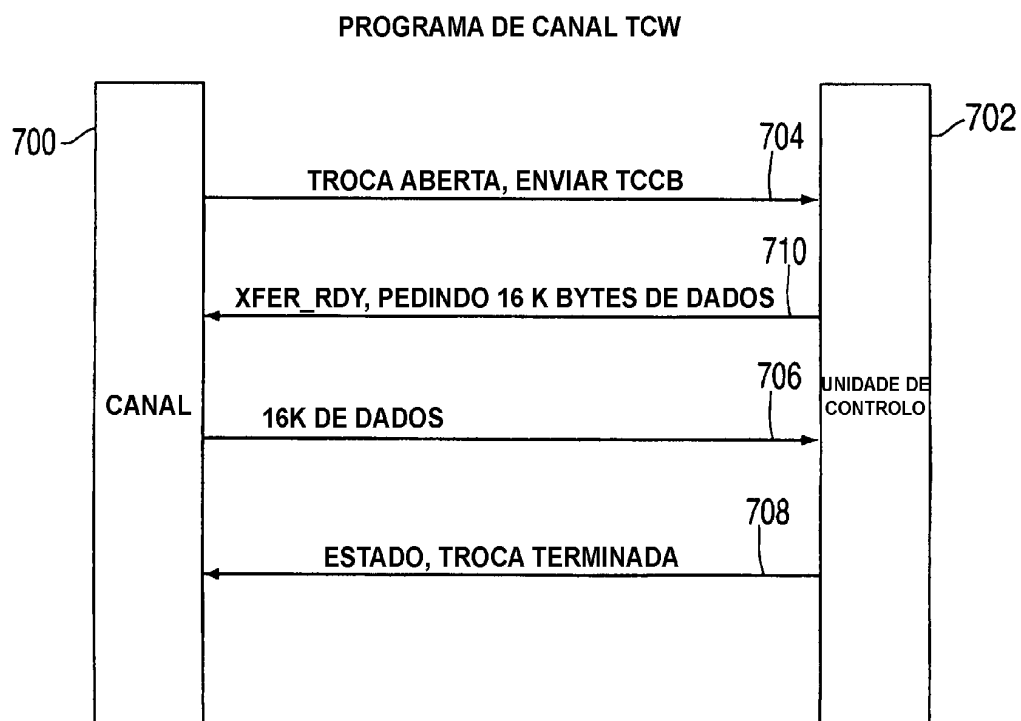 PROGRAMA DE CANAL TCW
700
702
704
TROCA ABERTA, ENVIAR TCCB
710
XFER_RDY, PEDINDO 16 K BYTES DE DADOS
706
CANAL
UNIDADE DE
CONTROLO
16K DE DADOS
708
ESTADO, TROCA TERMINADA